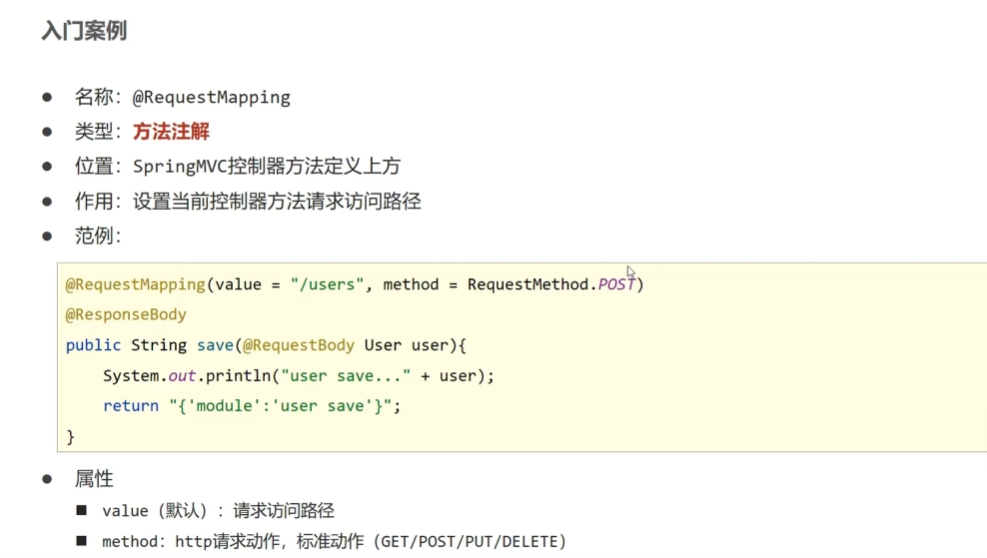 入门案例
● 名称：@RequestMapping
● 类型：方法注解
● 位置：SpringMVC控制器方法定义上方
● 作用：设置当前控制器方法请求访问路径
● 范例：
@RequestMapping(value = "/users", method = RequestMethod.POST)
@ResponseBody
public String save(@RequestBody User user){
    System.out.println("user save..." + user);
    return "{'module':'user save'}";
}
● 属性
■ value（默认）：请求访问路径
■ method：http请求动作，标准动作（GET/POST/PUT/DELETE）